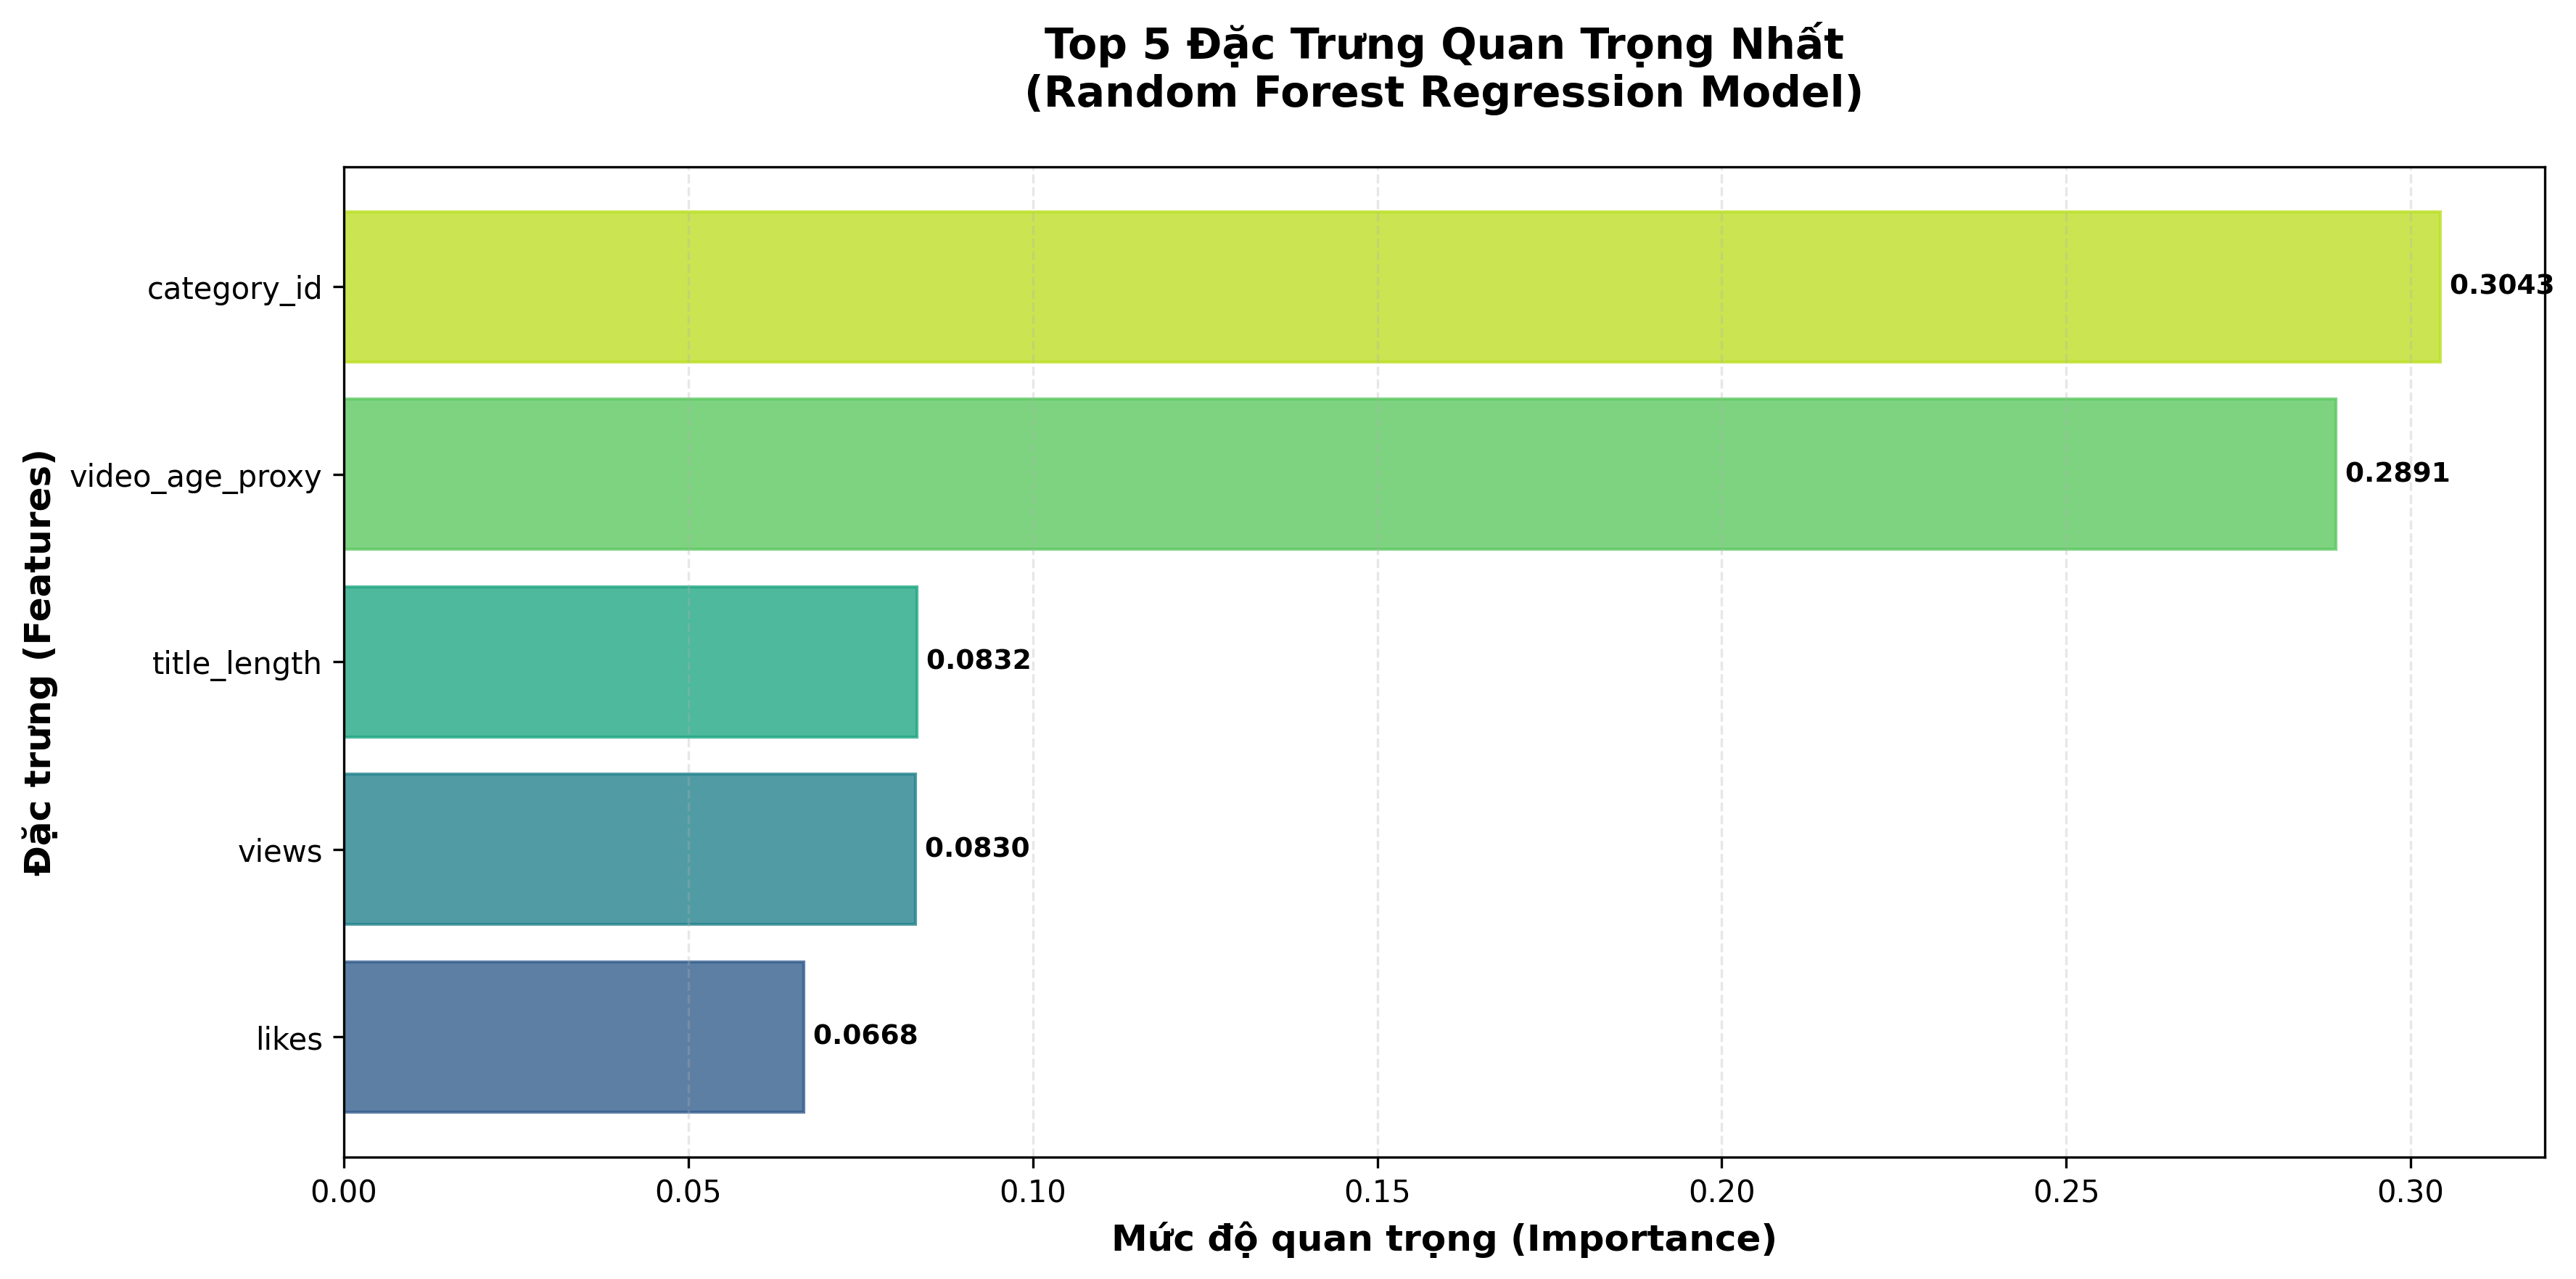 Top 5 Đặc Trưng Quan Trọng Nhất
(Random Forest Regression Model)
Đặc trưng (Features)
category_id
0.3043
video_age_proxy
0.2891
title_length
0.0832
views
0.0830
likes
0.0668
0.00 0.05 0.10 0.15 0.20 0.25 0.30
Mức độ quan trọng (Importance)